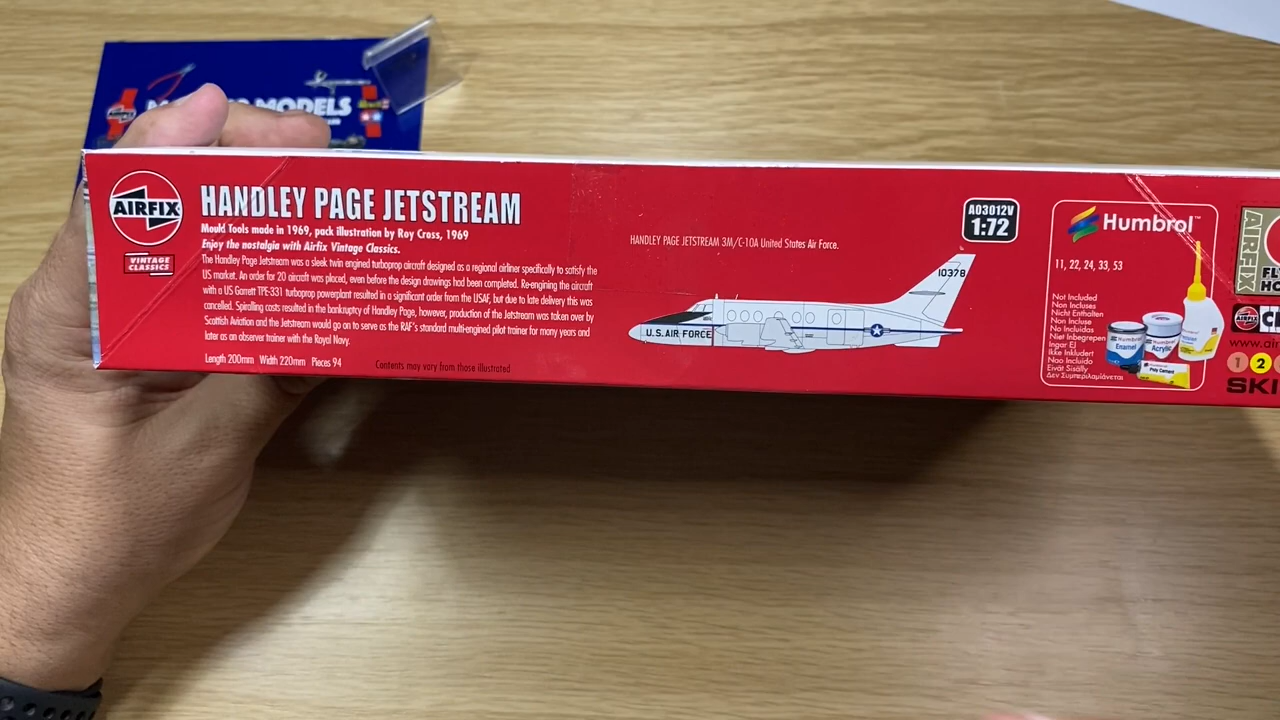 MODELS
AIRFIX
VINTAGE
CLASSICS
HANDLEY PAGE JETSTREAM
Mould Tools made in 1969, pack illustration by Roy Cross, 1969
Enjoy the nostalgia with Airfix Vintage Classics.
The Handley Page Jetstream was a sleek twin engined turboprop aircraft designed as a regional airliner specifically to satisfy the
US market. An order for 20 aircraft was placed, even before the design drawings had been completed. Re-engining the aircraft
with a US Garrett TPE-331 turboprop powerplant resulted in a significant order from the USAF, but due to late delivery this was
cancelled. Spiralling costs resulted in the bankruptcy of Handley Page, however, production of the Jetstream was taken over by
Scottish Aviation and the Jetstream would go on to serve as the RAF's standard multi-engined pilot trainer for many years and
later as an observer trainer with the Royal Navy.
Length 200mm Width 220mm Pieces 94
Contents may vary from those illustrated
HANDLEY PAGE JETSTREAM 3M/C-10A United States Air Force.
10378
U.S. AIR FORCE
A03012V
1:72
Humbrol™
11, 22, 24, 33, 53
Not Included
Non Incluses
Nicht Enthalten
Non Incluse
No Incluidas
Niet Inbegrepen
Ingar Ej
Ikke Inkludert
Nao Incluido
Eivät Sisälly
Δεν Συμπεριλαμβάνεται
Humbrol
Enamel
Humbrol
Acrylic
Humbrol
Poly Cement
AIRFIX
FL
HO
AIRFIX
www.air
1 2
SKI